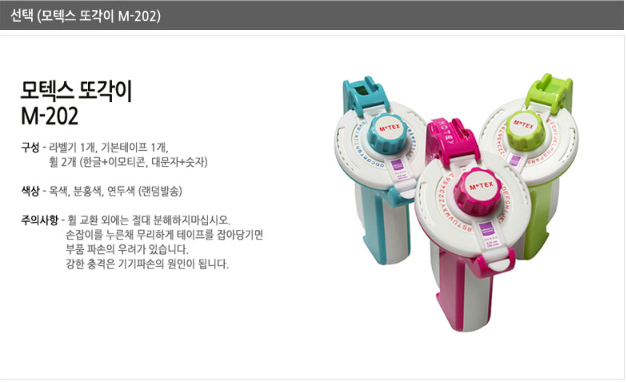 선택 (모텍스 또각이 M-202)
모텍스 또각이
M-202
구성 - 라벨기 1개, 기본테이프 1개,
휠 2개 (한글+이모티콘, 대문자+숫자)
색상 - 옥색, 분홍색, 연두색 (랜덤발송)
주의사항 - 휠 교환 외에는 절대 분해하지마십시오.
손잡이를 누른채 무리하게 테이프를 잡아당기면
부품 파손의 우려가 있습니다.
강한 충격은 기기파손의 원인이 됩니다.
MOTEX
MOTEX
MOTEX